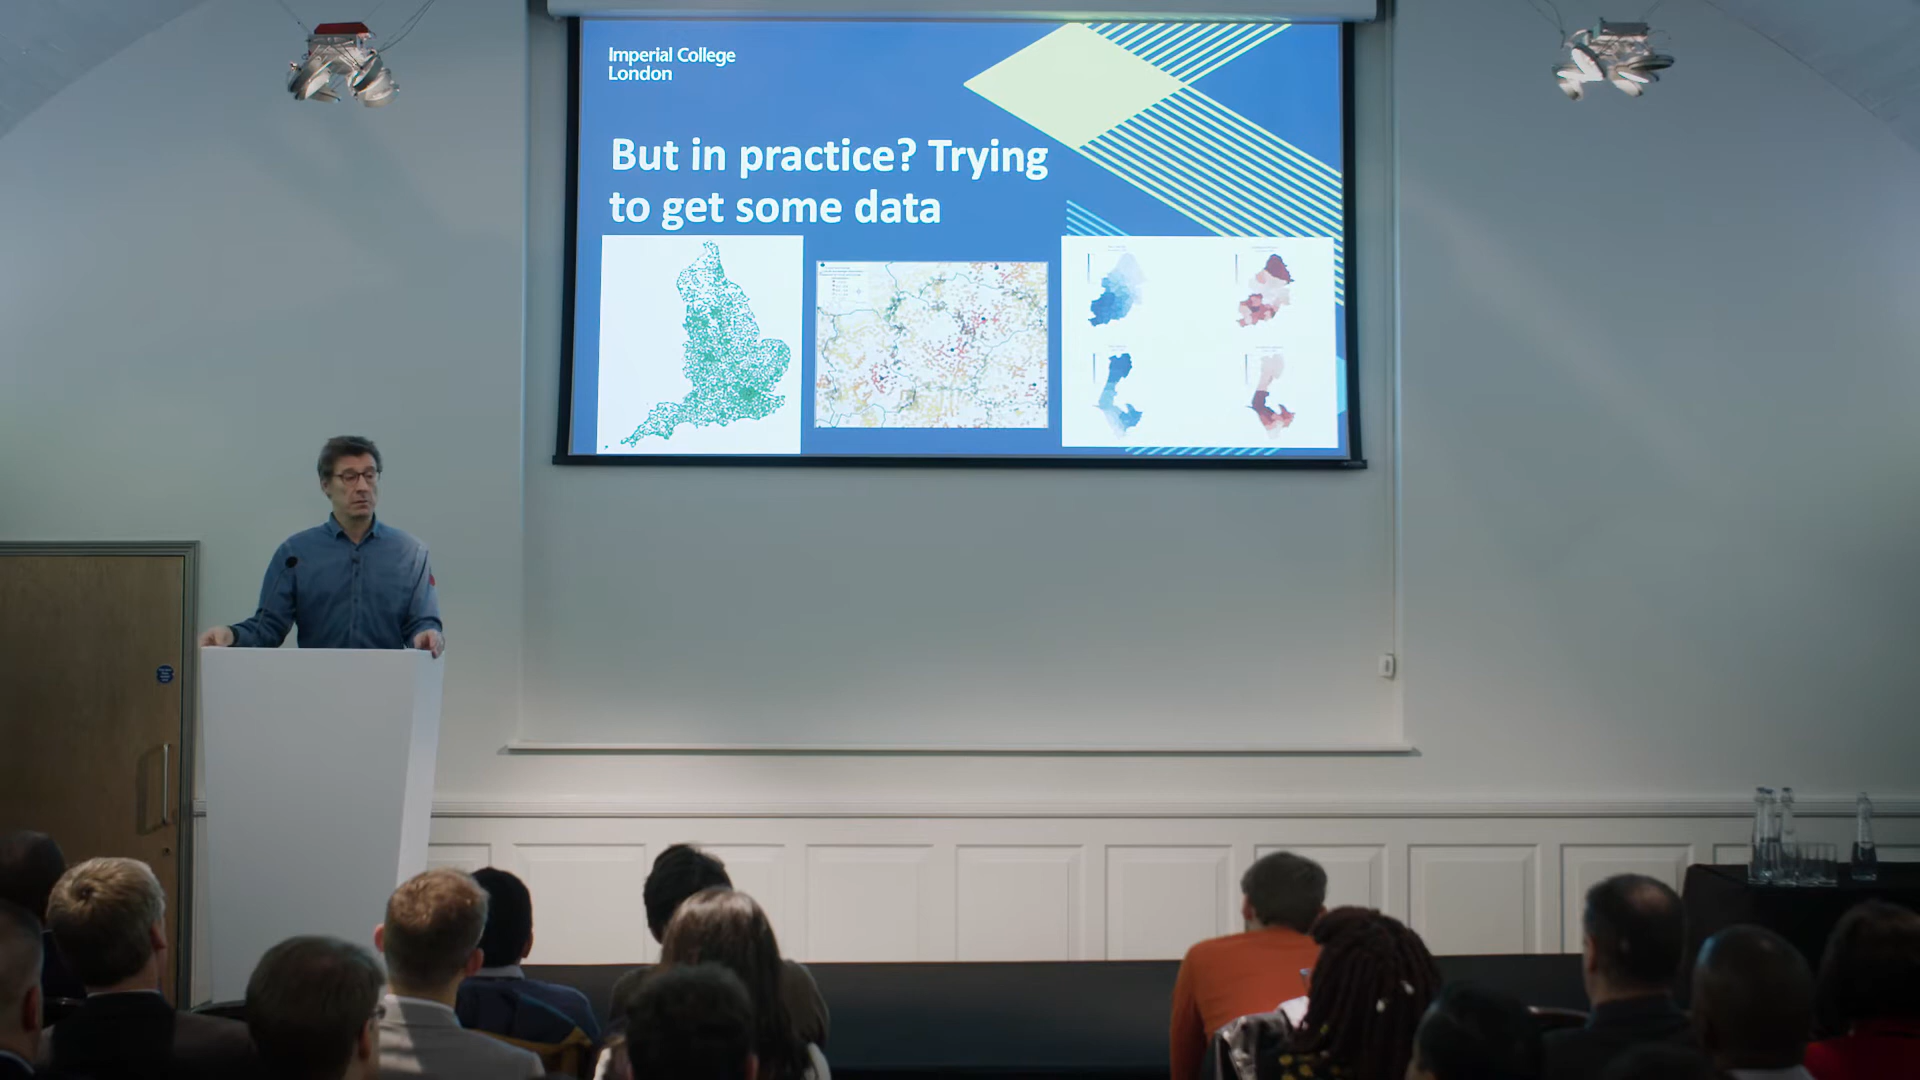 Imperial College
London
But in practice? Trying
to get some data